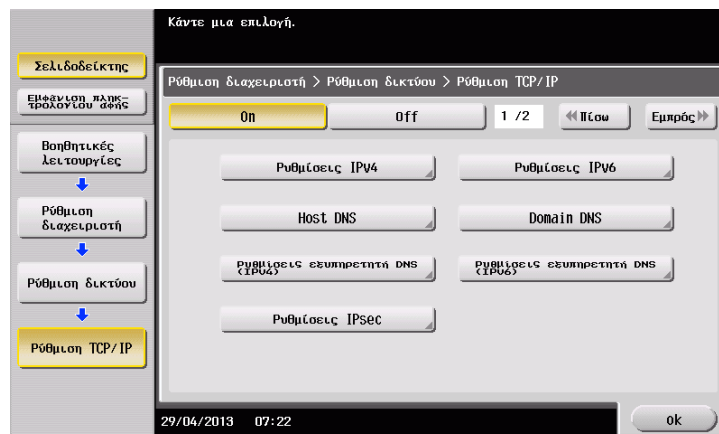 Κάντε μια επιλογή.
Σελιδοδείκτης
Εμφάνιση πληκ-
τρολογίου αφής
Βοηθητικές
λειτουργίες
Ρύθμιση
διαχειριστή
Ρύθμιση δικτύου
Ρύθμιση TCP/IP
Ρύθμιση διαχειριστή > Ρύθμιση δικτύου > Ρύθμιση TCP/IP
On Off 1 /2 Πίσω Εμπρός
Ρυθμίσεις IPv4 Ρυθμίσεις IPv6
Host DNS Domain DNS
Ρυθμίσεις εξυπηρετητή DNS
(IPv4)
Ρυθμίσεις εξυπηρετητή DNS
(IPv6)
Ρυθμίσεις IPsec
29/04/2013 07:22
ok